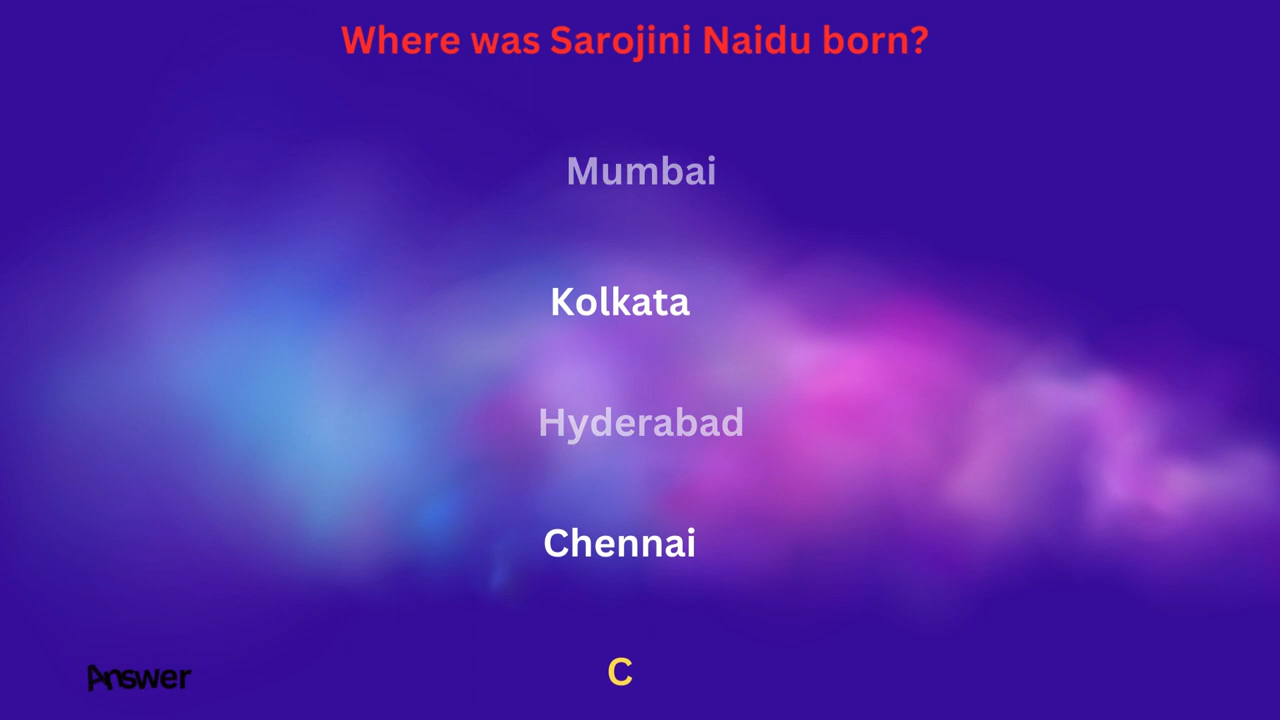 Where was Sarojini Naidu born?
Mumbai
Kolkata
Hyderabad
Chennai
Answer
C